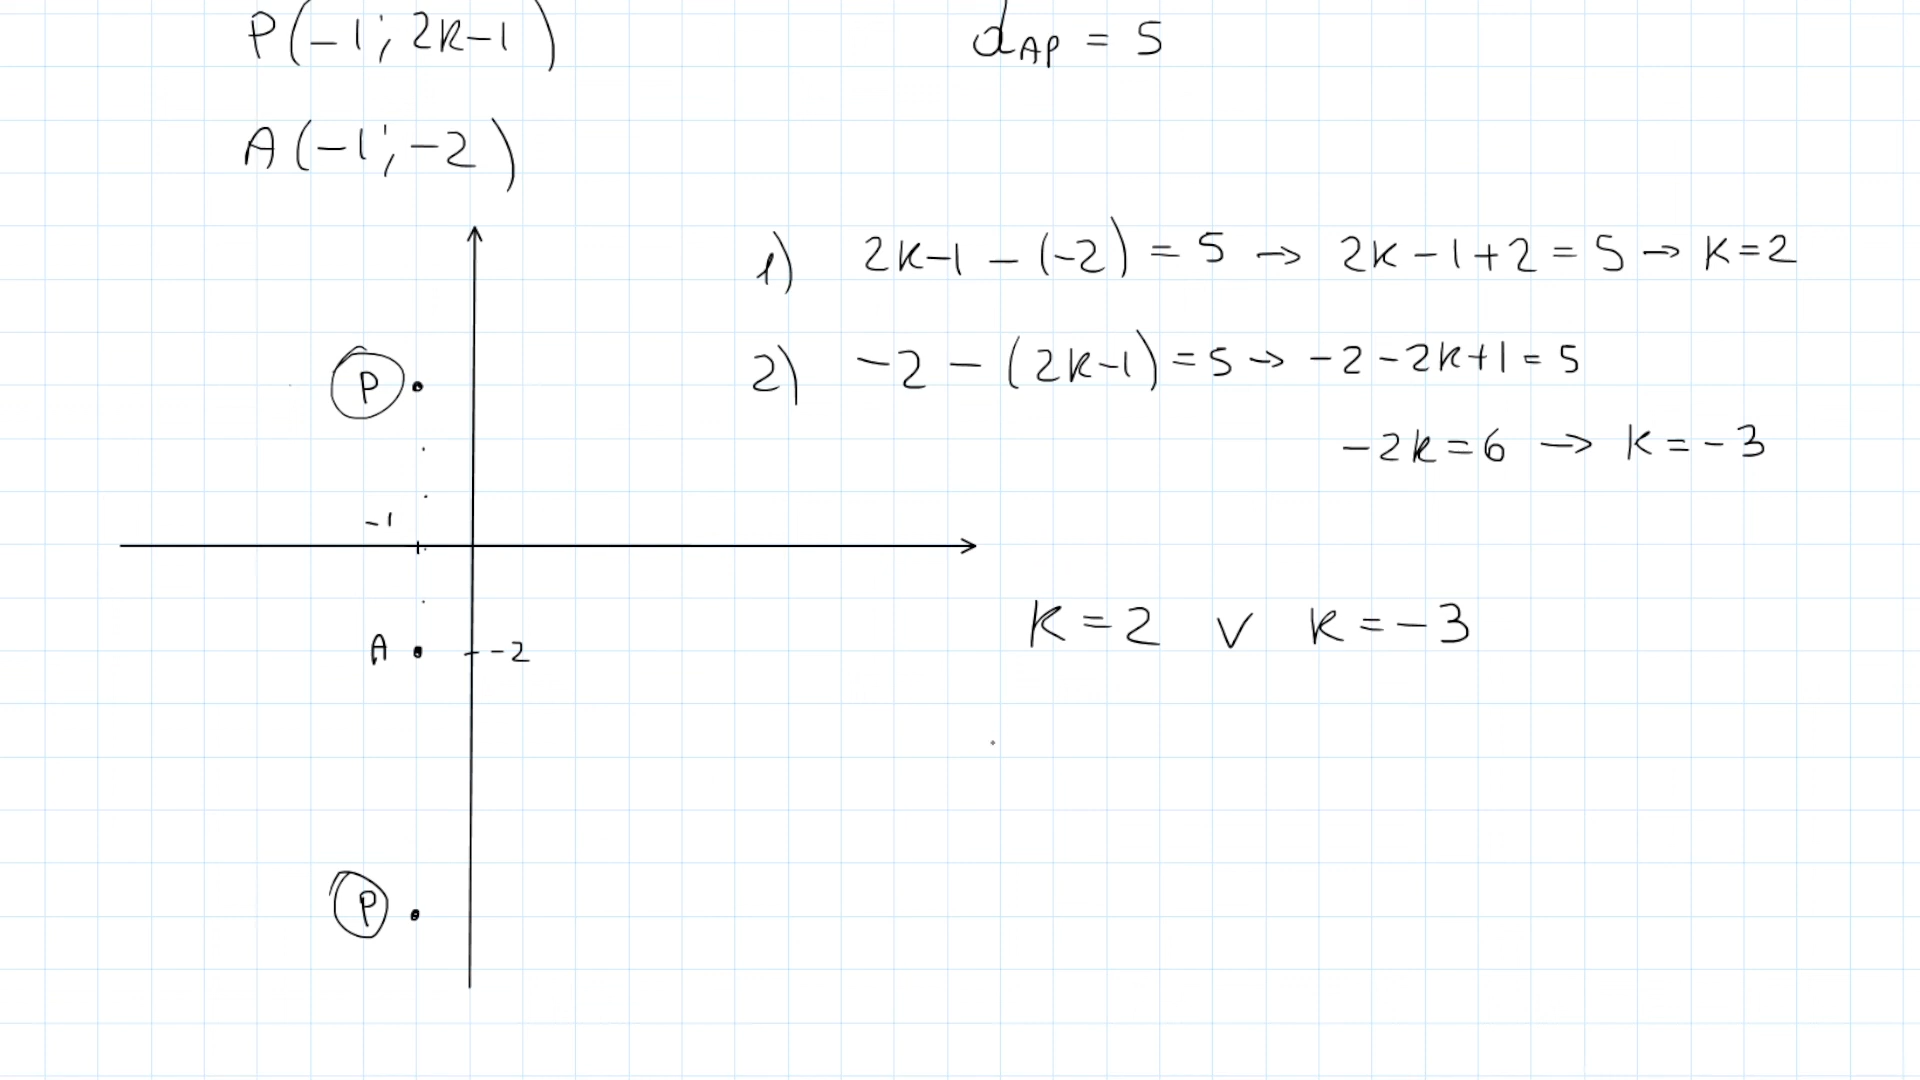 P(-1; 2k-1)
d_AP = 5
A(-1; -2)
1) 2k-1 - (-2) = 5 → 2k - 1 + 2 = 5 → k = 2
2) -2 - (2k-1) = 5 → -2 - 2k + 1 = 5
-2k = 6 → k = -3
P
-1
k = 2 v k = -3
A
-2
P